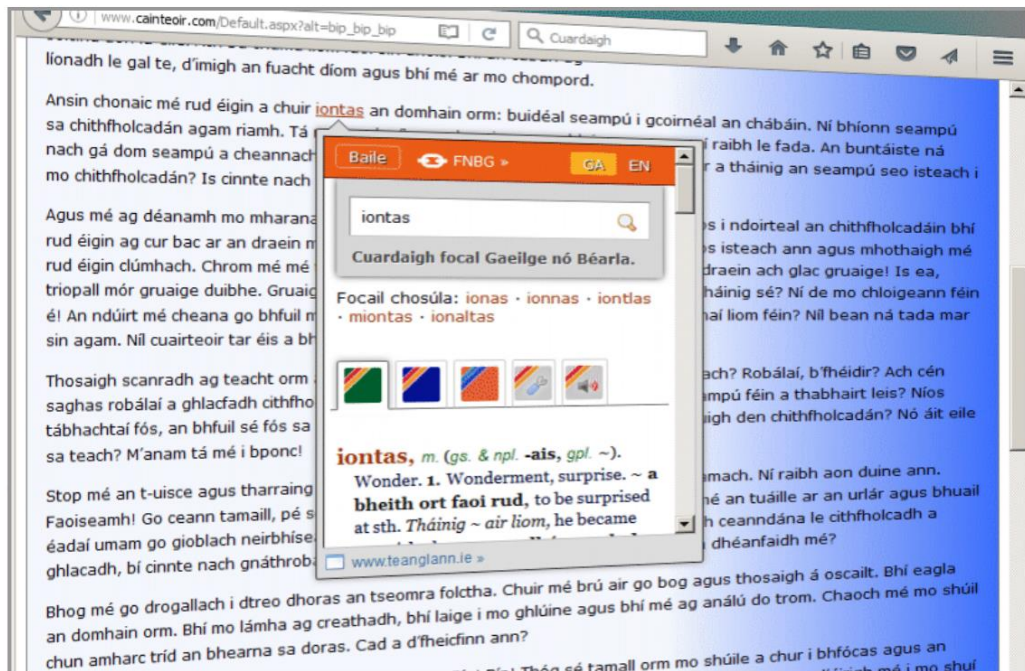 www.cainteoir.com/Default.aspx?alt=bip_bip_bip
Cuardaigh
líonadh le gal te, d'imigh an fuacht díom agus bhí mé ar mo chompord.
Ansin chonaic mé rud éigin a chuir iontas an domhain orm: buidéal seampú i gcoirnéal an chábáin. Ní bhíonn seampú
sa chithfholcadán agam riamh. Tá
í raibh le fada. An buntáiste ná
nach gá dom seampú a cheannach
r a tháinig an seampú seo isteach i
mo chithfholcadán? Is cinnte nach
Agus mé ag déanamh mo mharana
s i ndoirteal an chithfholcadáin bhí
rud éigin ag cur bac ar an draein m
s isteach ann agus mhothaigh mé
rud éigin clúmhach. Chrom mé mé
draein ach glac gruaige! Is ea,
triopall mór gruaige duibhe. Gruaig
háinig sé? Ní de mo chloigeann féin
é! An ndúirt mé cheana go bhfuil m
naí liom féin? Níl bean ná tada mar
sin agam. Níl cuairteoir tar éis a bh
Thosaigh scanradh ag teacht orm
ach? Robálaí, b'fhéidir? Ach cén
saghas robálaí a ghlacfadh cithfho
mpú féin a thabhairt leis? Níos
tábhachtaí fós, an bhfuil sé fós sa
igh den chithfholcadán? Nó áit eile
sa teach? M'anam tá mé i bponc!
Stop mé an t-uisce agus tharraing
amach. Ní raibh aon duine ann.
Faoiseamh! Go ceann tamaill, pé s
né an tuáille ar an urlár agus bhuail
éadaí umam go gioblach neirbhíse
h ceanndána le cithfholcadh a
ghlacadh, bí cinnte nach gnáthroba
dhéanfaidh mé?
Bhog mé go drogallach i dtreo dhoras an tseomra folctha. Chuir mé brú air go bog agus thosaigh á oscailt. Bhí eagla
an domhain orm. Bhí mo lámha ag creathadh, bhí laige i mo ghlúine agus bhí mé ag análú do trom. Chaoch mé mo shúil
chun amharc tríd an bhearna sa doras. Cad a d'fheicfinn ann?
Thóg sé tamall orm mo shúile a chur i bhfócas agus an
Baile FNBG » GA EN
iontas
Cuardaigh focal Gaeilge nó Béarla.
Focail chosúla: ionas · ionnas · iontlas
· miontas · ionaltas
iontas, m. (gs. & npl. -ais, gpl. ~).
Wonder. 1. Wonderment, surprise. ~ a
bheith ort faoi rud, to be surprised
at sth. Tháinig ~ air liom, he became
www.teanglann.ie »